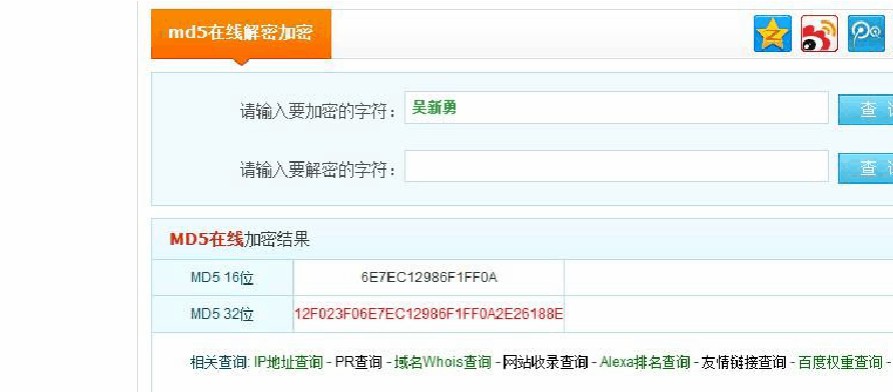 md5在线解密加密
请输入要加密的字符：吴新勇
查
请输入要解密的字符：
查
MD5在线加密结果
MD5 16位 6E7EC12986F1FF0A
MD5 32位 12F023F06E7EC12986F1FF0A2E26188E
相关查询: IP地址查询 - PR查询 - 域名Whois查询 - 网站收录查询 - Alexa排名查询 - 友情链接查询 - 百度权重查询 -